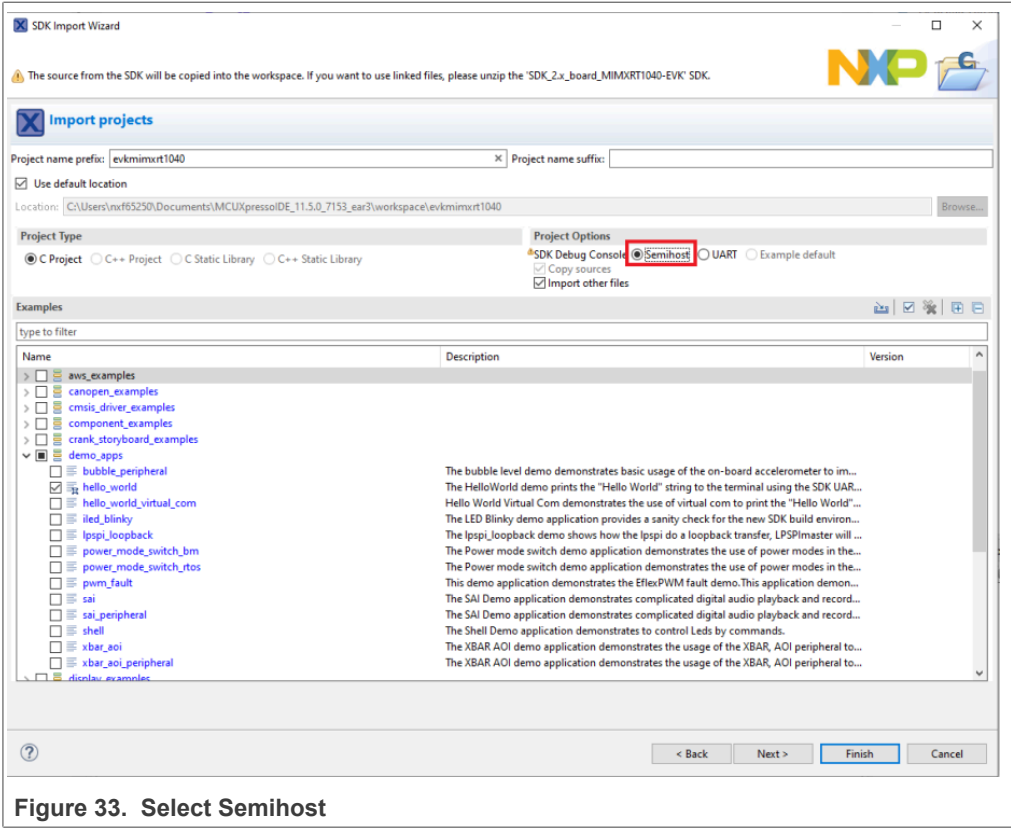 SDK Import Wizard
The source from the SDK will be copied into the workspace. If you want to use linked files, please unzip the 'SDK_2.x_board_MIMXRT1040-EVK' SDK.
NXP
Import projects
Project name prefix: evkmimxrt1040 Project name suffix:
Use default location
Location: C:\Users\nxf65250\Documents\MCUXpressoIDE_11.5.0_7153_ear3\workspace\evkmimxrt1040 Browse...
Project Type Project Options
C Project C++ Project C Static Library C++ Static Library SDK Debug Console Semihost UART Example default
Copy sources
Import other files
Examples
type to filter
Name Description Version
aws_examples
canopen_examples
cmsis_driver_examples
component_examples
crank_storyboard_examples
demo_apps
bubble_peripheral The bubble level demo demonstrates basic usage of the on-board accelerometer to im...
hello_world The HelloWorld demo prints the "Hello World" string to the terminal using the SDK UAR...
hello_world_virtual_com Hello World Virtual Com demonstrates the use of virtual com to print the "Hello World"...
iled_blinky The LED Blinky demo application provides a sanity check for the new SDK build environ...
lpspi_loopback The lpspi_loopback demo shows how the lpspi do a loopback transfer, LPSPImaster will ...
power_mode_switch_bm The Power mode switch demo application demonstrates the use of power modes in the...
power_mode_switch_rtos The Power mode switch demo application demonstrates the use of power modes in the...
pwm_fault This demo application demonstrates the EflexPWM fault demo.This application demon...
sai The SAI Demo application demonstrates complicated digital audio playback and record...
sai_peripheral The SAI Demo application demonstrates complicated digital audio playback and record...
shell The Shell Demo application demonstrates to control Leds by commands.
xbar_aoi The XBAR AOI demo application demonstrates the usage of the XBAR, AOI peripheral to...
xbar_aoi_peripheral The XBAR AOI demo application demonstrates the usage of the XBAR, AOI peripheral to...
display_examples
< Back Next > Finish Cancel
Figure 33. Select Semihost